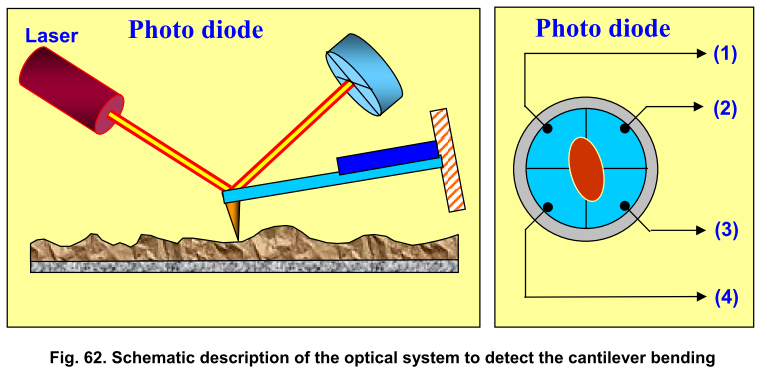 Laser
Photo diode
Photo diode
(1)
(2)
(3)
(4)
Fig. 62. Schematic description of the optical system to detect the cantilever bending